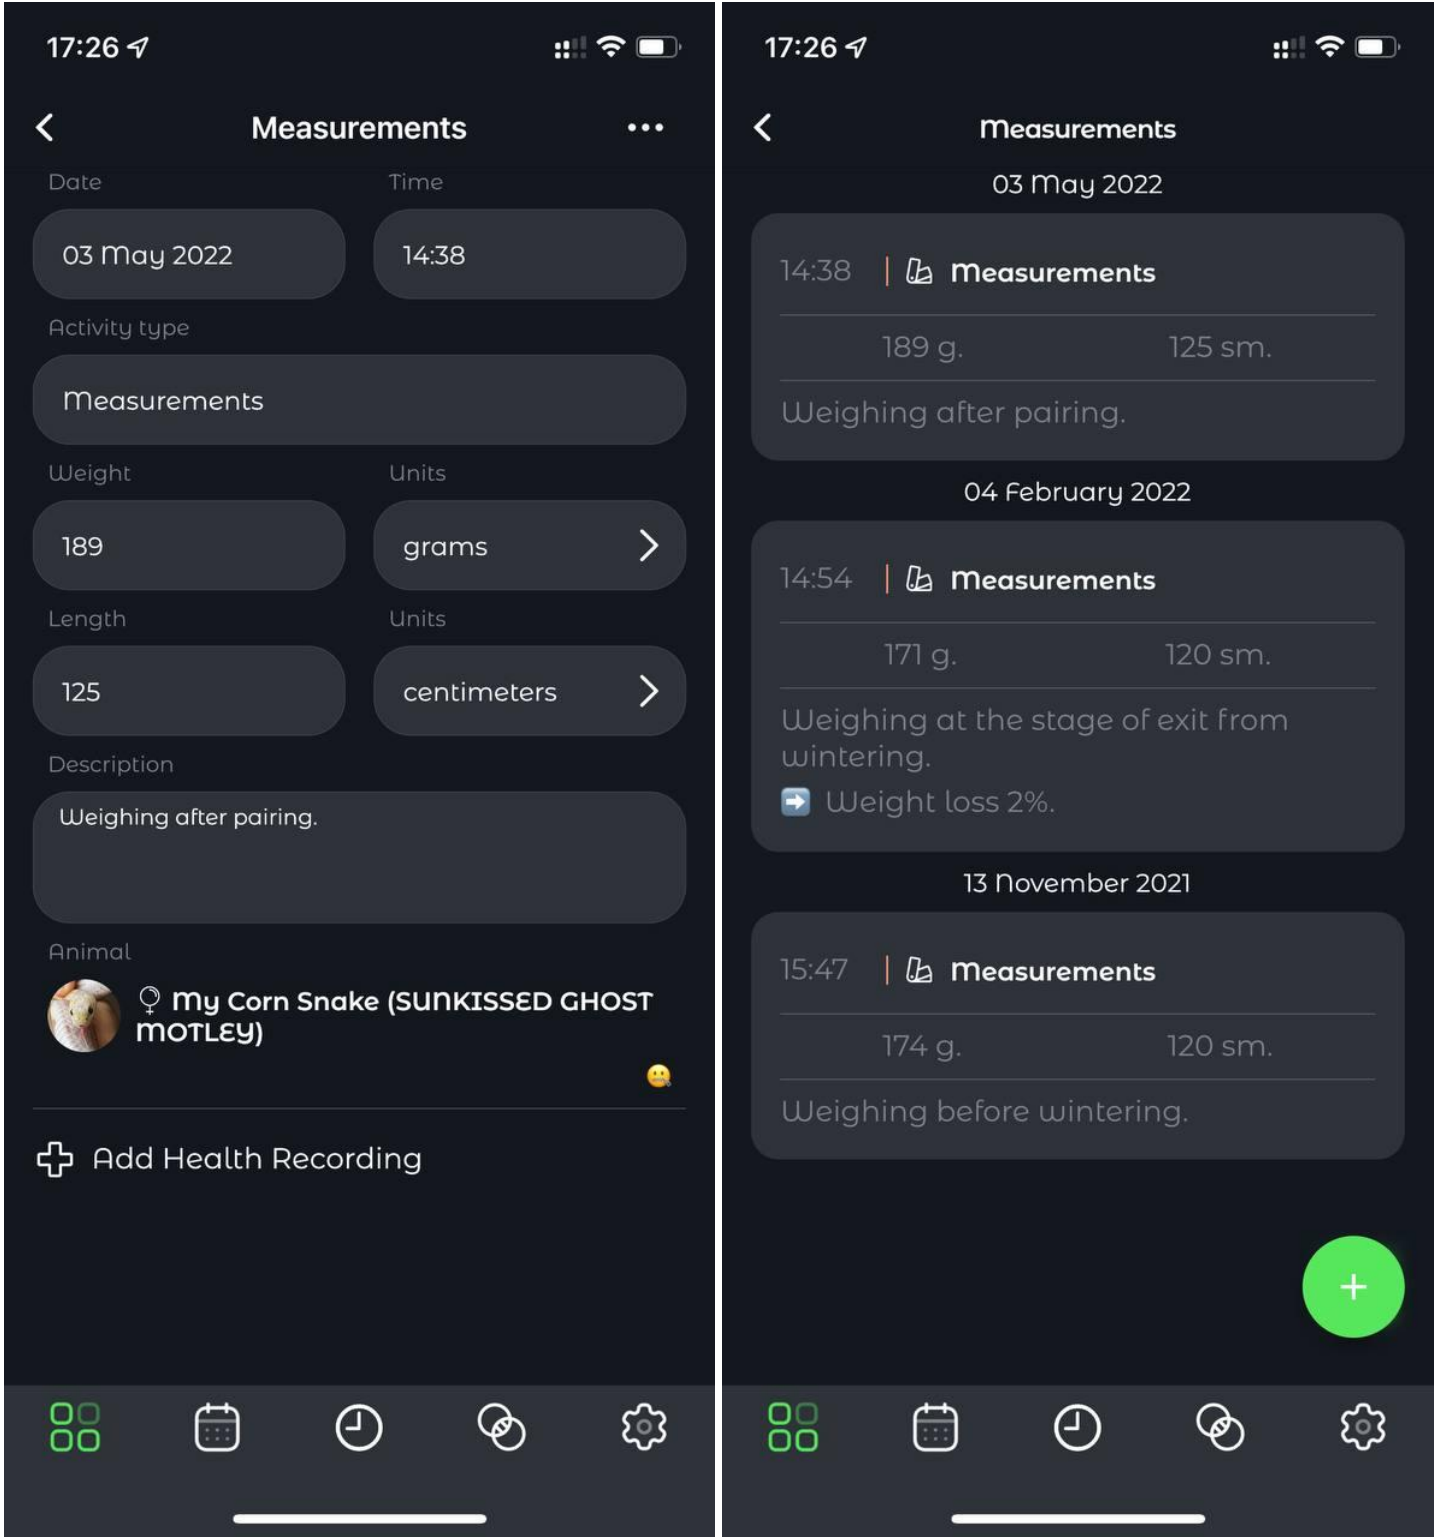 17:26
Measurements
Date
Time
03 May 2022
14:38
Activity type
Measurements
Weight
Units
189
grams
Length
Units
125
centimeters
Description
Weighing after pairing.
Animal
♀ My Corn Snake (SUNKISSED GHOST
MOTLEY)
Add Health Recording
17:26
Measurements
03 May 2022
14:38 | Measurements
189 g. 125 sm.
Weighing after pairing.
04 February 2022
14:54 | Measurements
171 g. 120 sm.
Weighing at the stage of exit from
wintering.
➡️ Weight loss 2%.
13 November 2021
15:47 | Measurements
174 g. 120 sm.
Weighing before wintering.